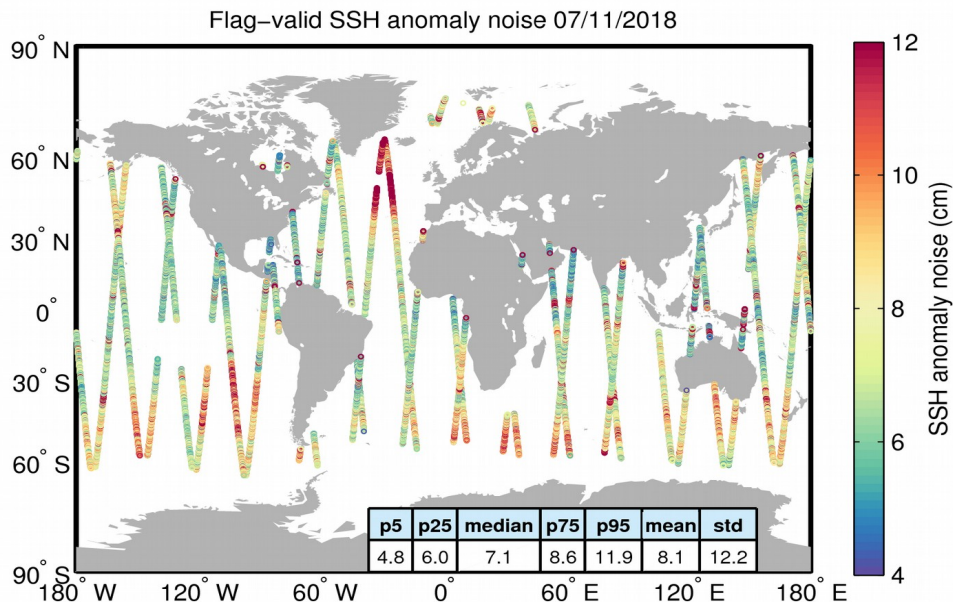 Flag−valid SSH anomaly noise 07/11/2018
90° N
60° N
30° N
0°
30° S
60° S
90° S
180° W
120° W
60° W
0°
60° E
120° E
180° E
p5 p25 median p75 p95 mean std
4.8 6.0 7.1 8.6 11.9 8.1 12.2
12
10
8
6
4
SSH anomaly noise (cm)